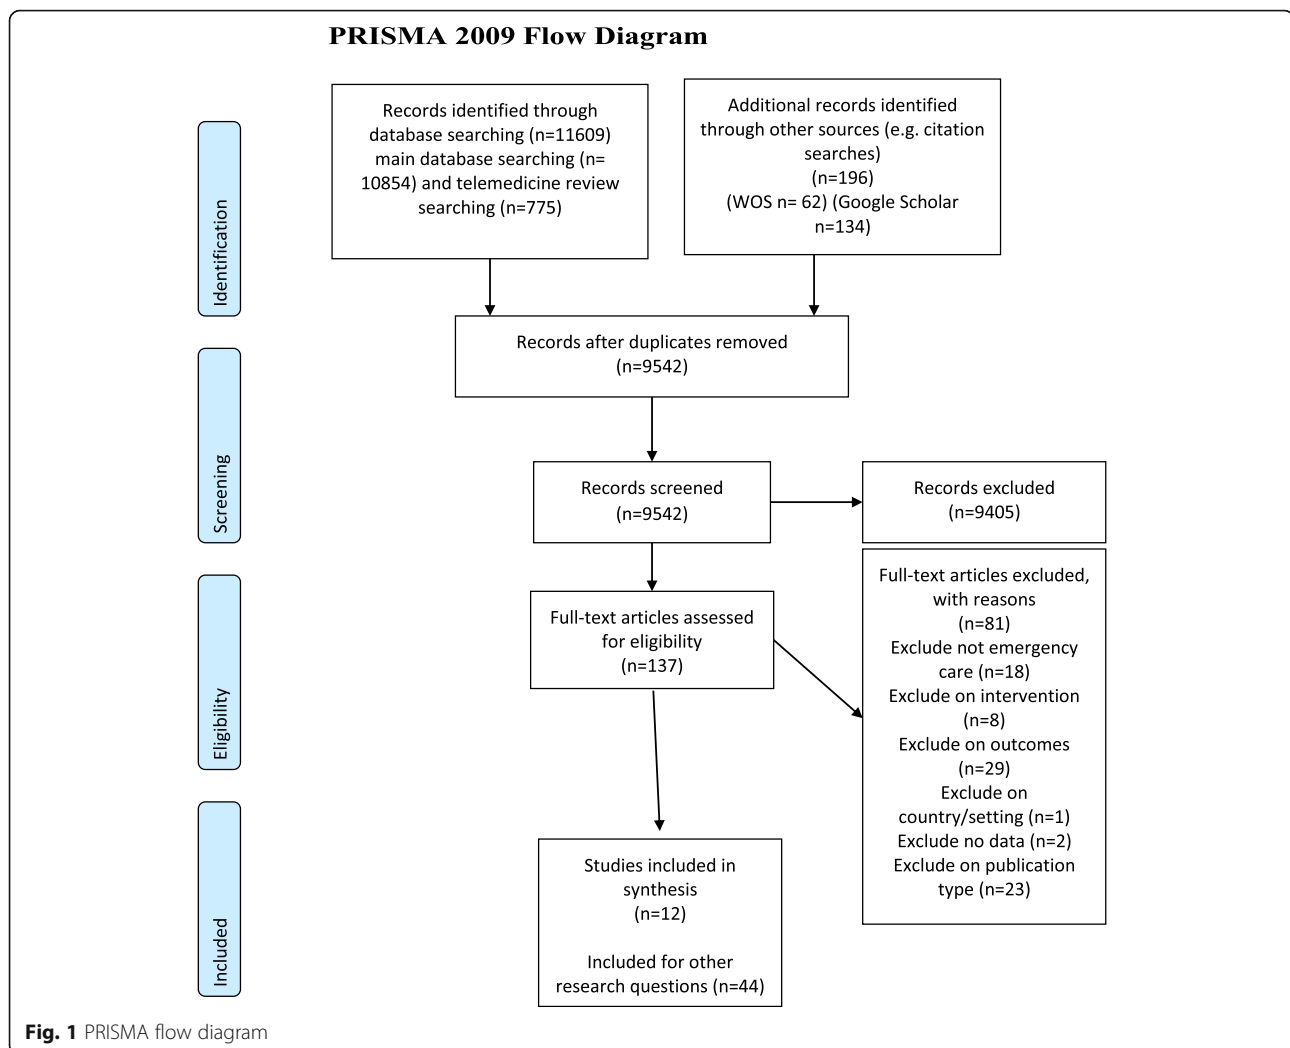 PRISMA 2009 Flow Diagram
Records identified through
database searching (n=11609)
main database searching (n=
10854) and telemedicine review
searching (n=775)
Additional records identified
through other sources (e.g. citation
searches)
(n=196)
(WOS n= 62) (Google Scholar
n=134)
Identification
Records after duplicates removed
(n=9542)
Screening
Records screened
(n=9542)
Records excluded
(n=9405)
Eligibility
Full-text articles assessed
for eligibility
(n=137)
Full-text articles excluded,
with reasons
(n=81)
Exclude not emergency
care (n=18)
Exclude on intervention
(n=8)
Exclude on outcomes
(n=29)
Exclude on
country/setting (n=1)
Exclude no data (n=2)
Exclude on publication
type (n=23)
Included
Studies included in
synthesis
(n=12)
Included for other
research questions (n=44)
Fig. 1 PRISMA flow diagram